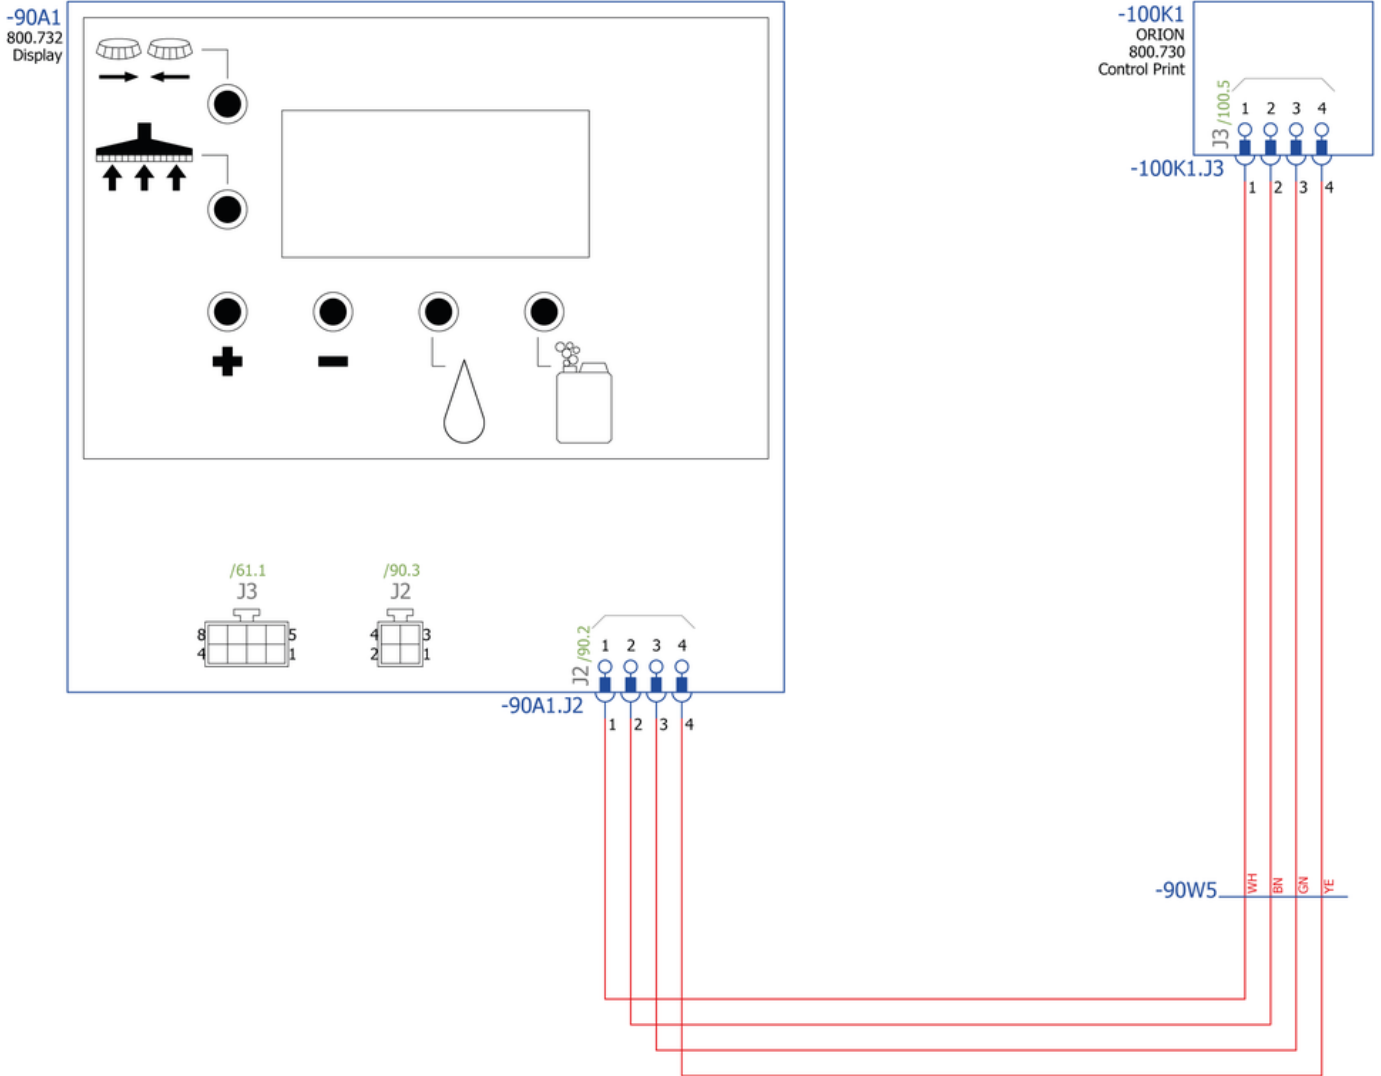 -90A1
800.732
Display
-100K1
ORION
800.730
Control Print
J3 /100.5
1 2 3 4
-100K1.J3
1 2 3 4
/61.1
J3
8 5
4 1
/90.3
J2
4 3
2 1
J2 /90.2
1 2 3 4
-90A1.J2
1 2 3 4
-90W5
WH BN GN YE